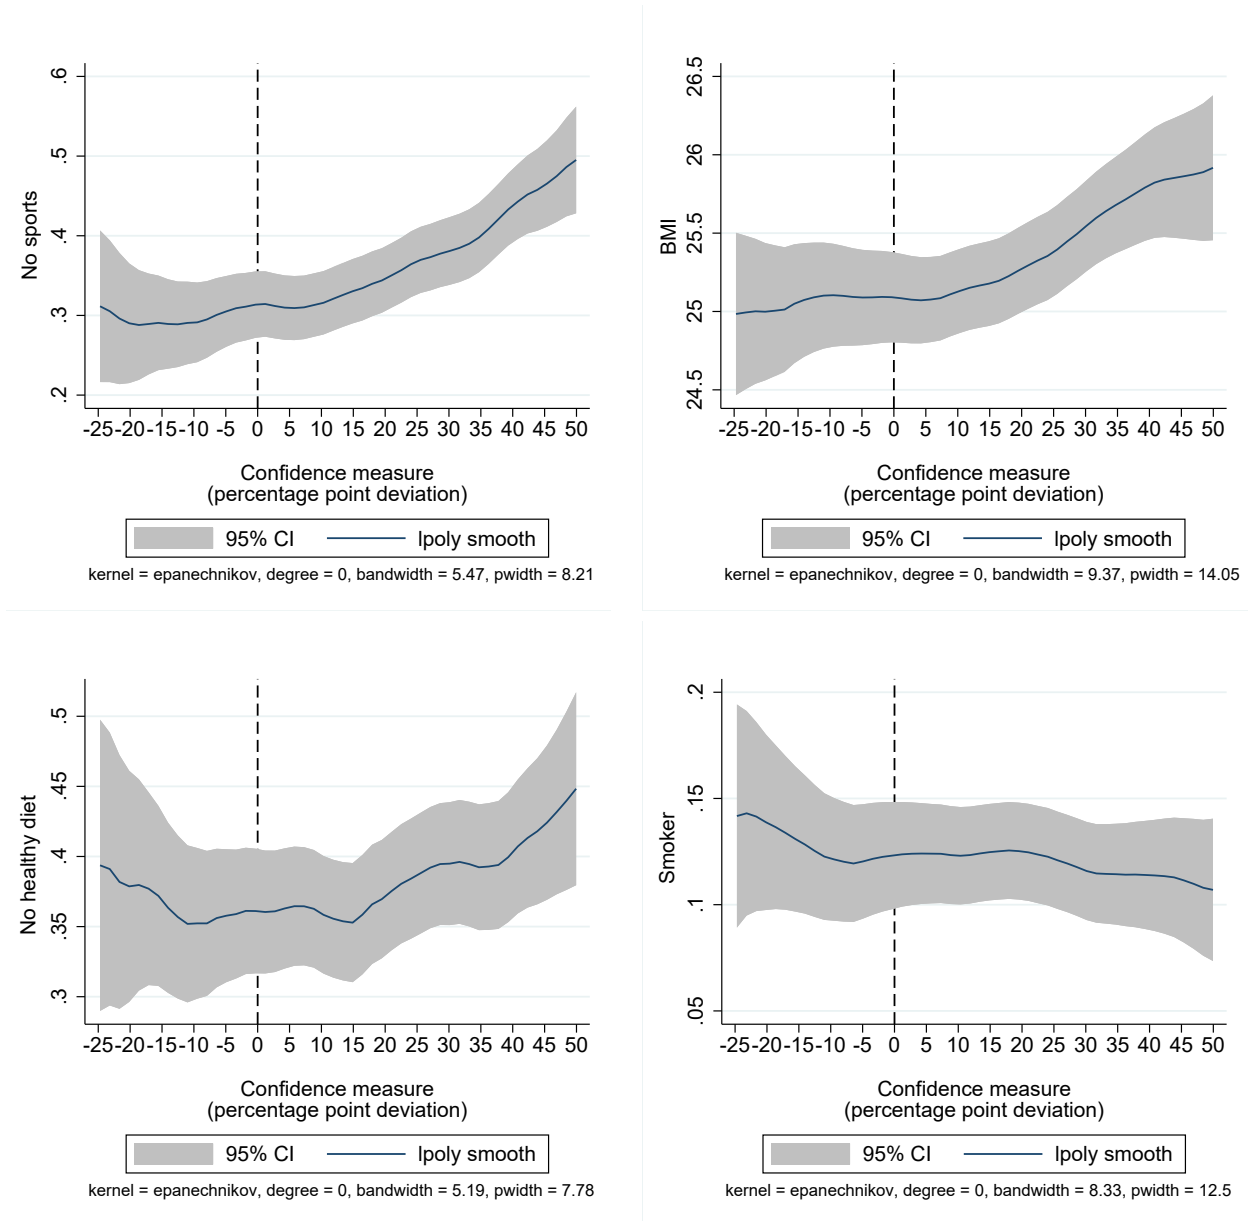 No sports
.6
.5
.4
.3
.2
-25 -20 -15 -10 -5 0 5 10 15 20 25 30 35 40 45 50
Confidence measure
(percentage point deviation)
95% CI lpoly smooth
kernel = epanechnikov, degree = 0, bandwidth = 5.47, pwidth = 8.21
BMI
26.5
26
25.5
25
24.5
-25 -20 -15 -10 -5 0 5 10 15 20 25 30 35 40 45 50
Confidence measure
(percentage point deviation)
95% CI lpoly smooth
kernel = epanechnikov, degree = 0, bandwidth = 9.37, pwidth = 14.05
No healthy diet
.5
.45
.4
.35
.3
-25 -20 -15 -10 -5 0 5 10 15 20 25 30 35 40 45 50
Confidence measure
(percentage point deviation)
95% CI lpoly smooth
kernel = epanechnikov, degree = 0, bandwidth = 5.19, pwidth = 7.78
Smoker
.2
.15
.1
.05
-25 -20 -15 -10 -5 0 5 10 15 20 25 30 35 40 45 50
Confidence measure
(percentage point deviation)
95% CI lpoly smooth
kernel = epanechnikov, degree = 0, bandwidth = 8.33, pwidth = 12.5